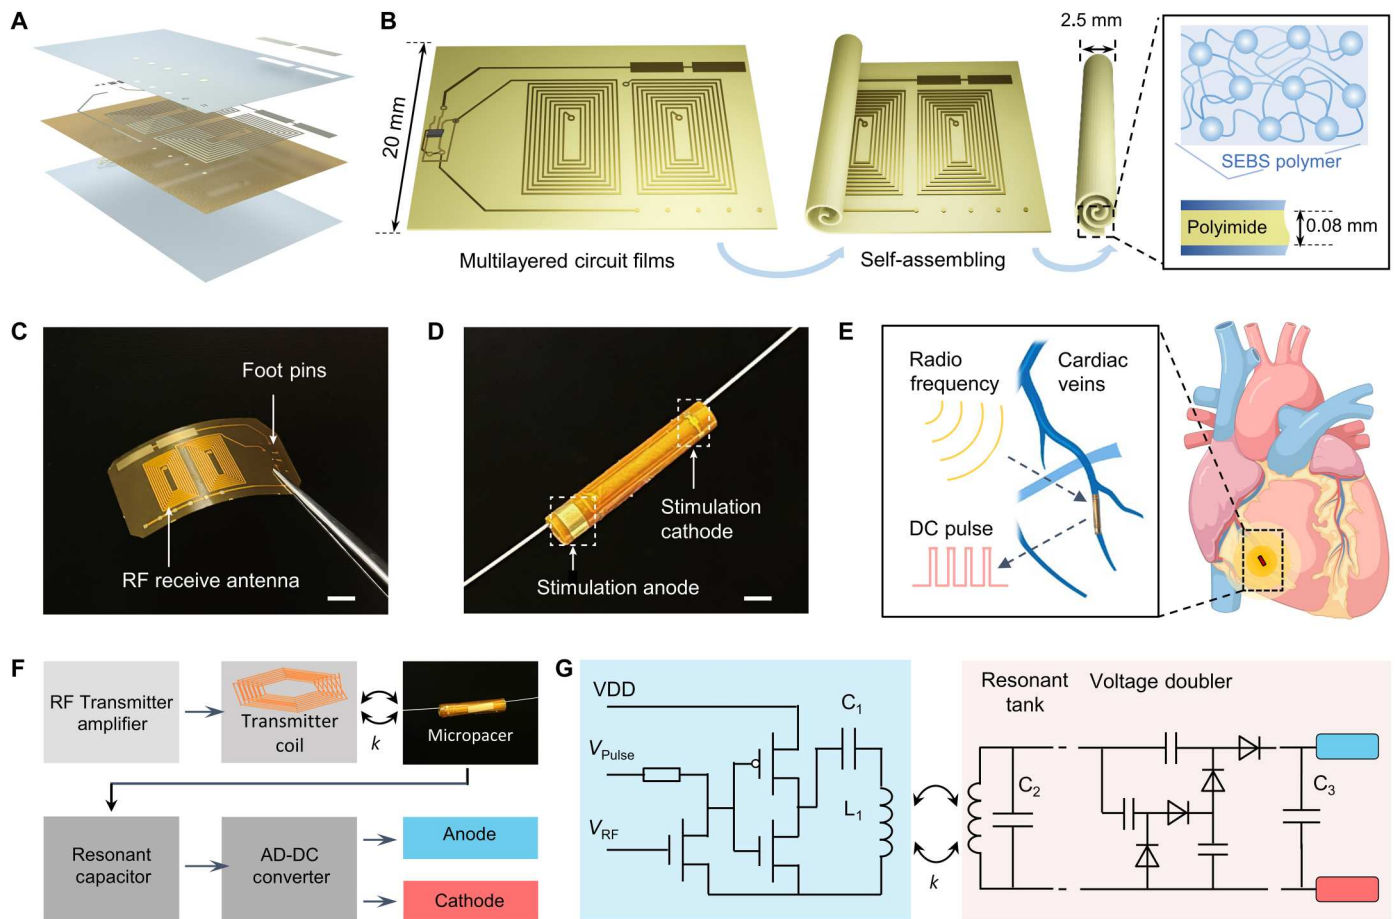 A
B
20 mm
Multilayered circuit films
Self-assembling
2.5 mm
SEBS polymer
Polyimide
0.08 mm
C
Foot pins
RF receive antenna
D
Stimulation
cathode
Stimulation anode
E
Radio
frequency
Cardiac
veins
DC pulse
F
RF Transmitter
amplifier
Transmitter
coil
k
Micropacer
Resonant
capacitor
AD-DC
converter
Anode
Cathode
G
VDD
V_Pulse
V_RF
C₁
L₁
k
Resonant
tank
Voltage doubler
C₂
C₃